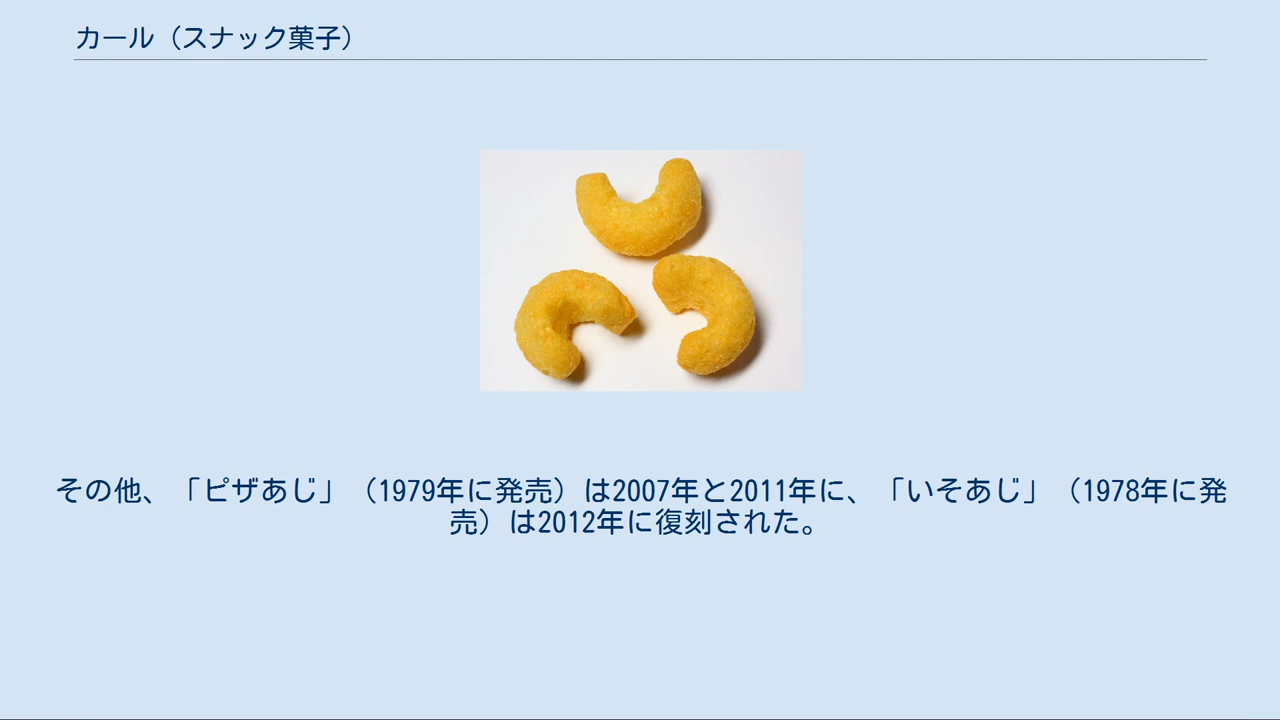 カール（スナック菓子）
その他、「ピザあじ」（1979年に発売）は2007年と2011年に、「いそあじ」（1978年に発
売）は2012年に復刻された。